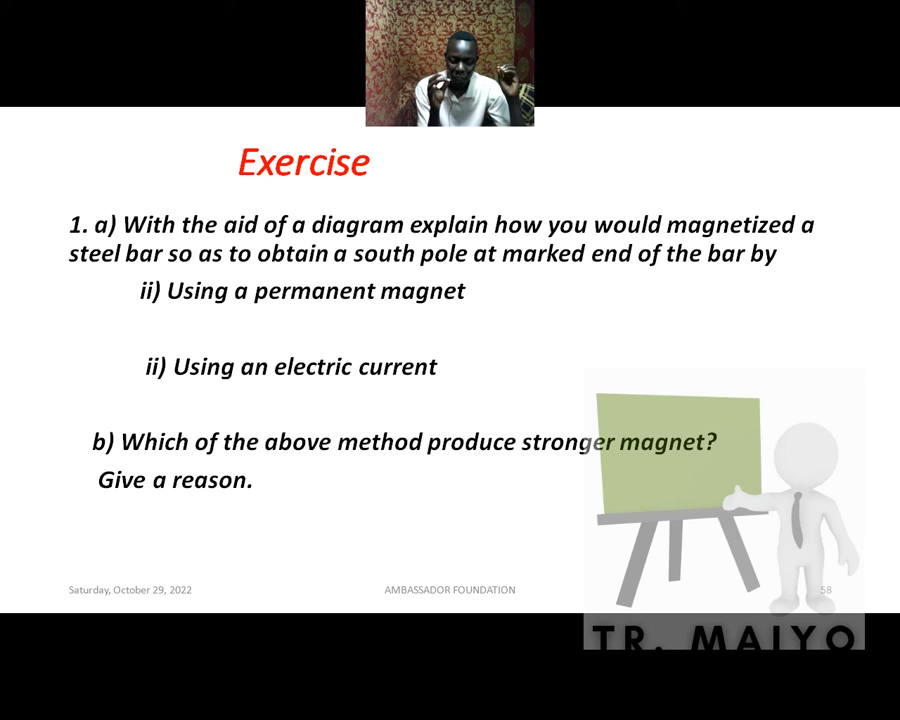 Exercise
1. a) With the aid of a diagram explain how you would magnetized a
steel bar so as to obtain a south pole at marked end of the bar by
ii) Using a permanent magnet
ii) Using an electric current
b) Which of the above method produce stronger magnet?
Give a reason.
Saturday, October 29, 2022
AMBASSADOR FOUNDATION
58
TR. MAIYO